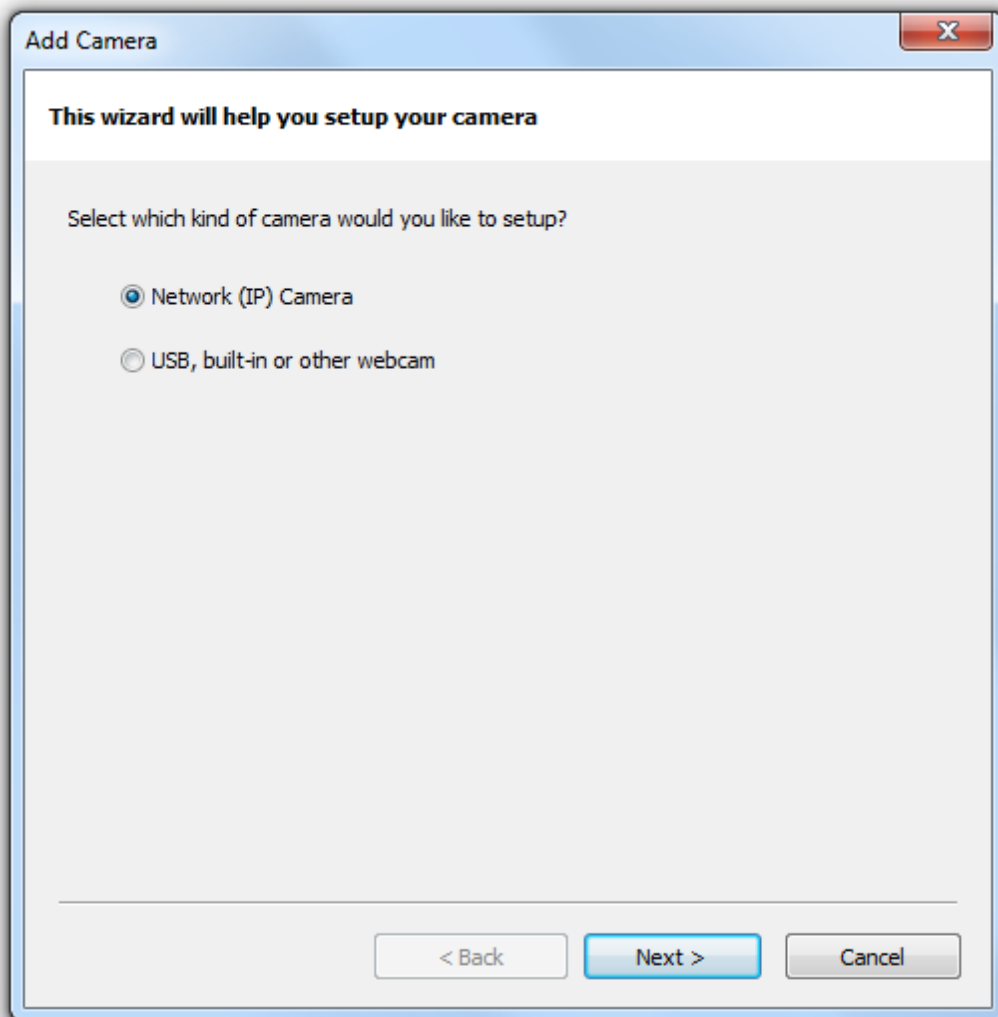 Add Camera
This wizard will help you setup your camera
Select which kind of camera would you like to setup?
Network (IP) Camera
USB, built-in or other webcam
< Back Next > Cancel